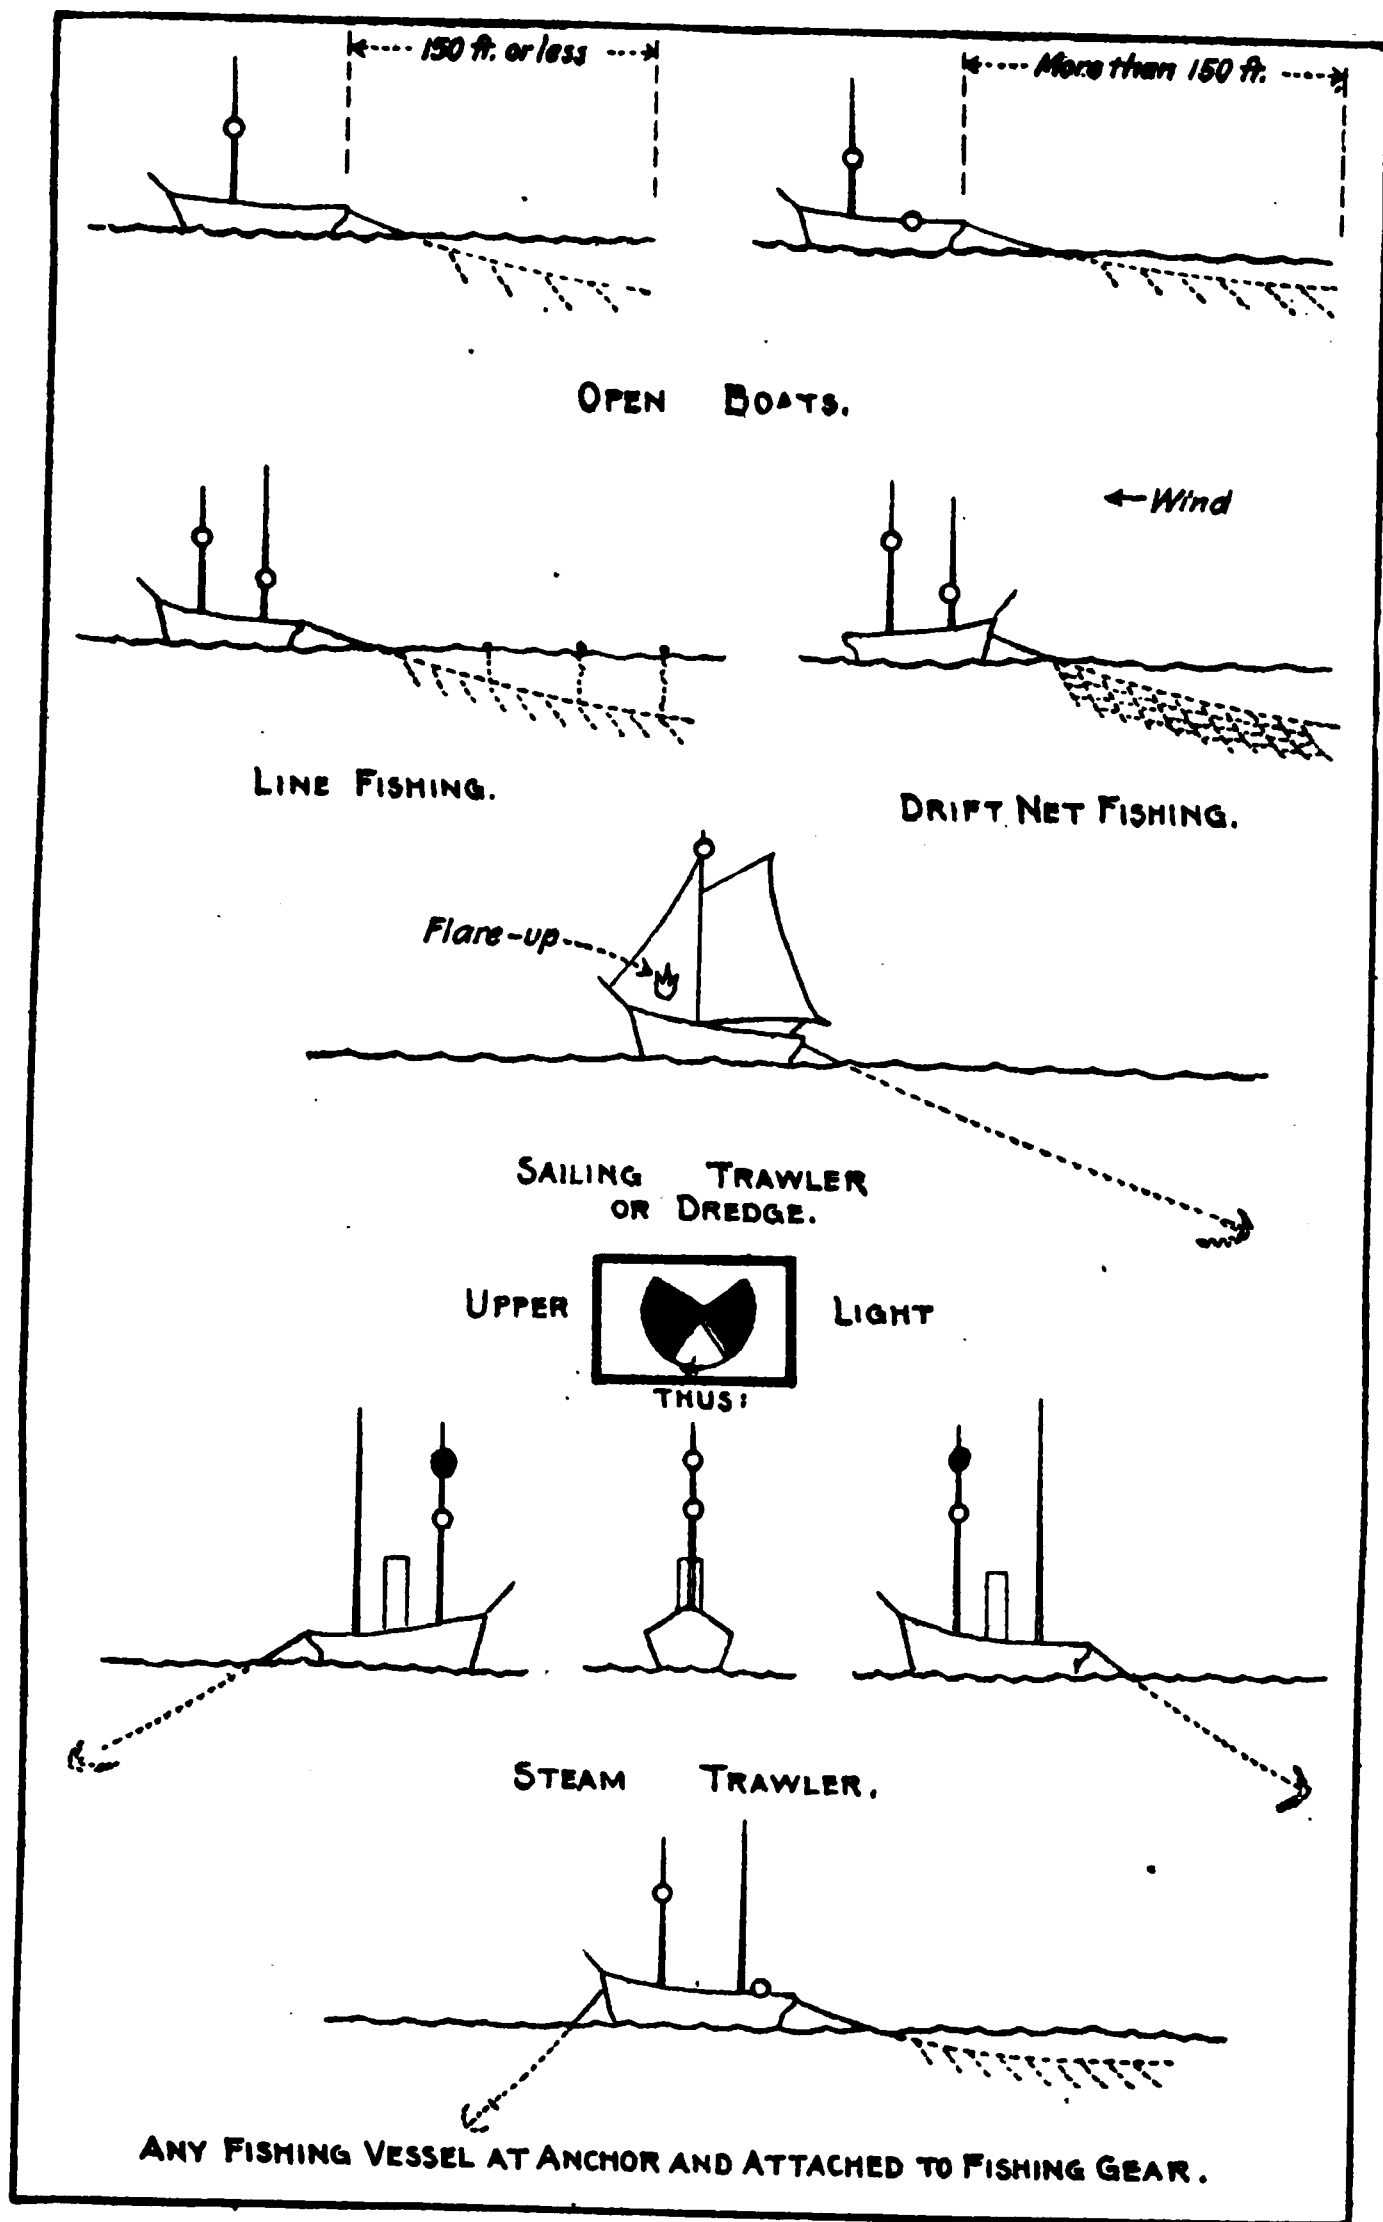 150 ft. or less
More than 150 ft.
OPEN BOATS.
Wind
LINE FISHING.
DRIFT NET FISHING.
Flare-up
SAILING TRAWLER
OR DREDGE.
UPPER LIGHT
THUS:
STEAM TRAWLER.
ANY FISHING VESSEL AT ANCHOR AND ATTACHED TO FISHING GEAR.